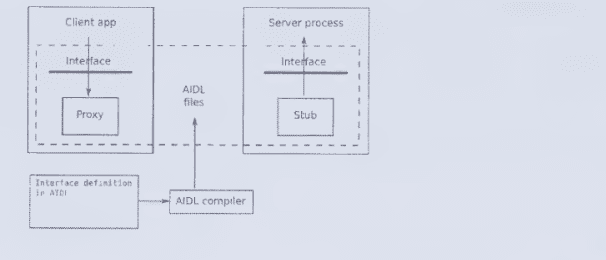 Client app
Server process
Interface
Interface
AIDL
files
Proxy
Stub
Interface definition
in AIDL
AIDL compiler